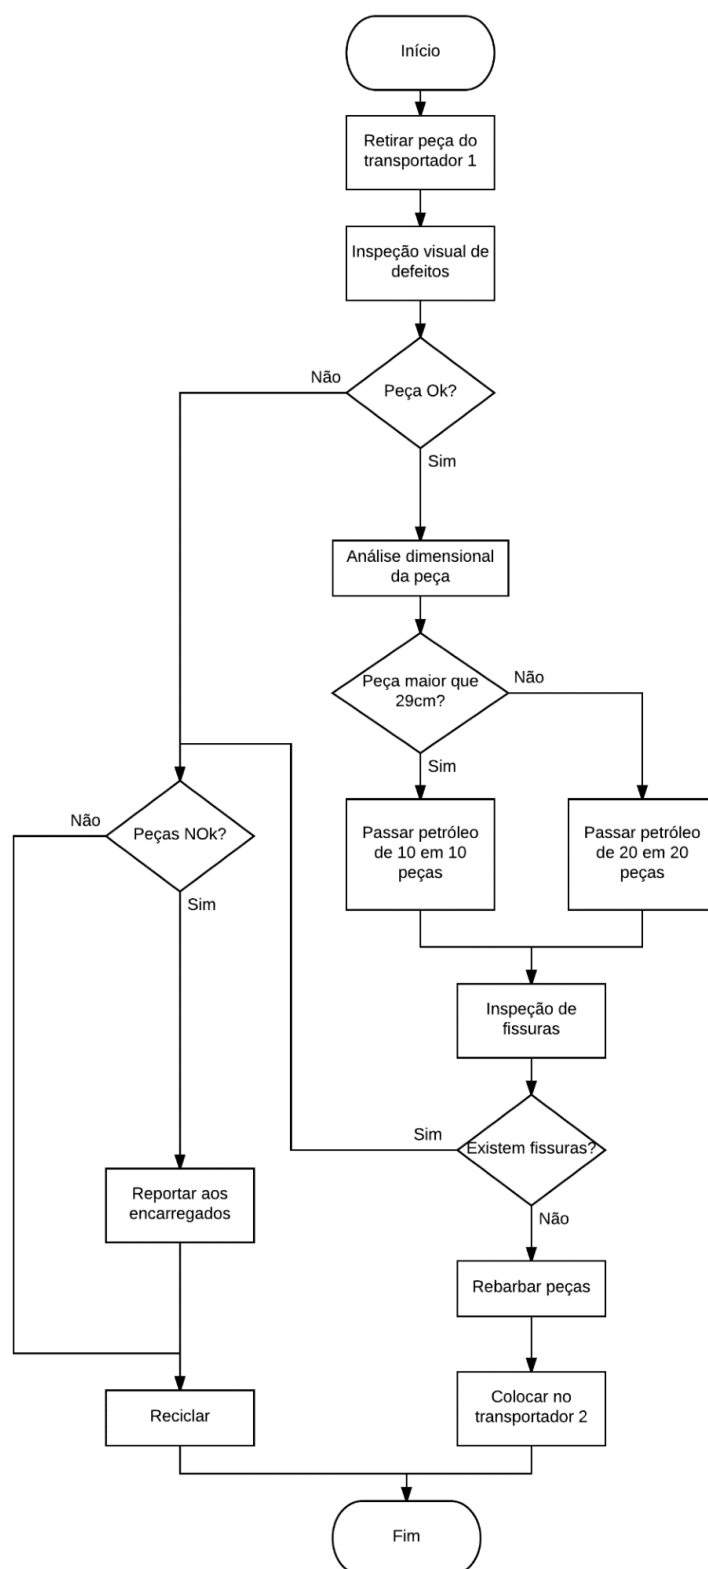 Início
Retirar peça do
transportador 1
Inspeção visual de
defeitos
Não
Peça Ok?
Sim
Análise dimensional
da peça
Peça maior que
29cm?
Não
Sim
Passar petróleo
de 10 em 10
peças
Passar petróleo
de 20 em 20
peças
Não
Peças NOk?
Sim
Inspeção de
fissuras
Sim
Existem fissuras?
Não
Reportar aos
encarregados
Rebarbar peças
Colocar no
transportador 2
Reciclar
Fim